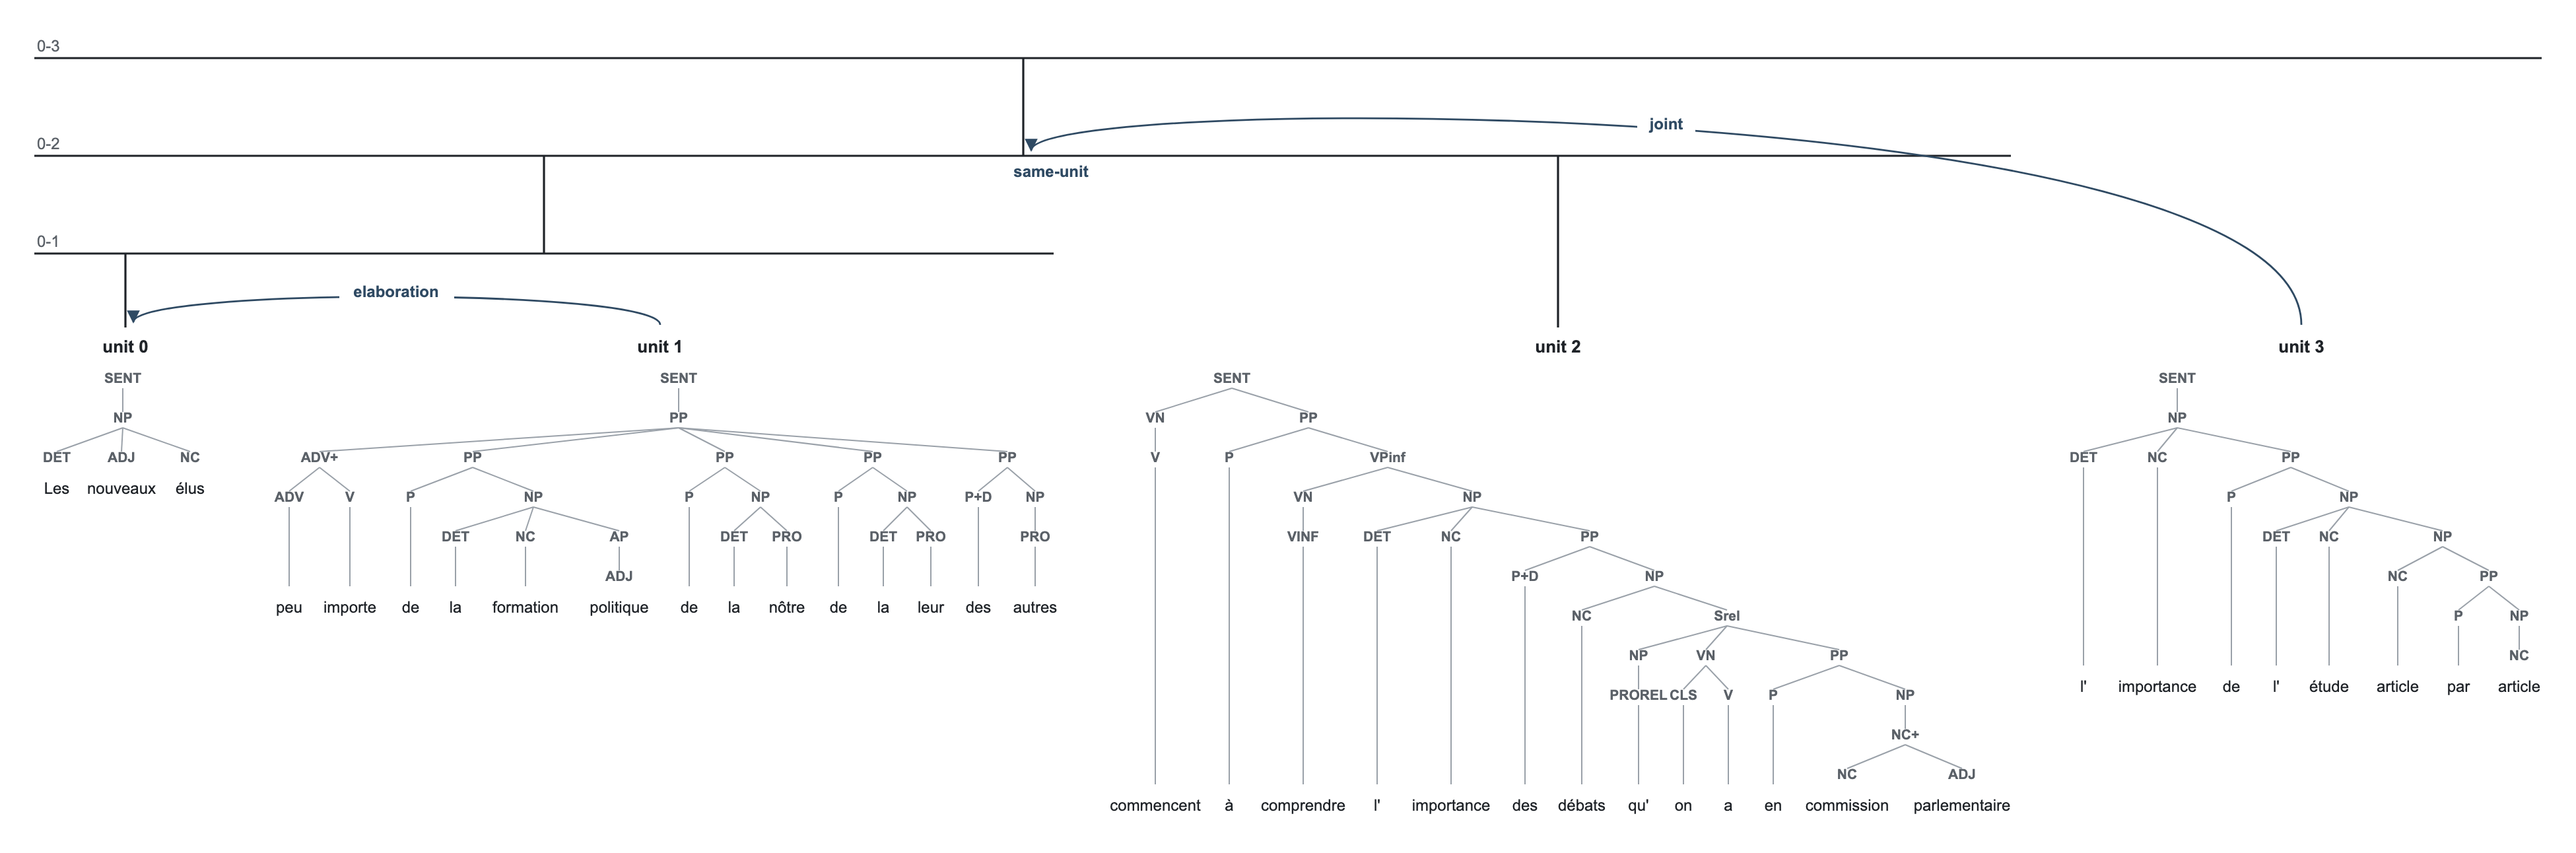 0-3
joint
0-2
same-unit
0-1
elaboration
unit 0 unit 1 unit 2 unit 3
SENT SENT SENT SENT
NP PP VN PP NP
DET ADJ NC ADV+ PP PP PP PP V P VPinf DET NC PP
Les nouveaux élus
ADV V P NP P NP P NP P+D NP VN NP P NP
DET NC AP DET PRO DET PRO PRO VINF DET NC PP DET NC NP
ADJ P+D NP NC PP
peu importe de la formation politique de la nôtre de la leur des autres
NC Srel P NP
NP VN PP NC
PROREL CLS V P NP
l' importance de l' étude article par article
NC+
NC ADJ
commencent à comprendre l' importance des débats qu' on a en commission parlementaire